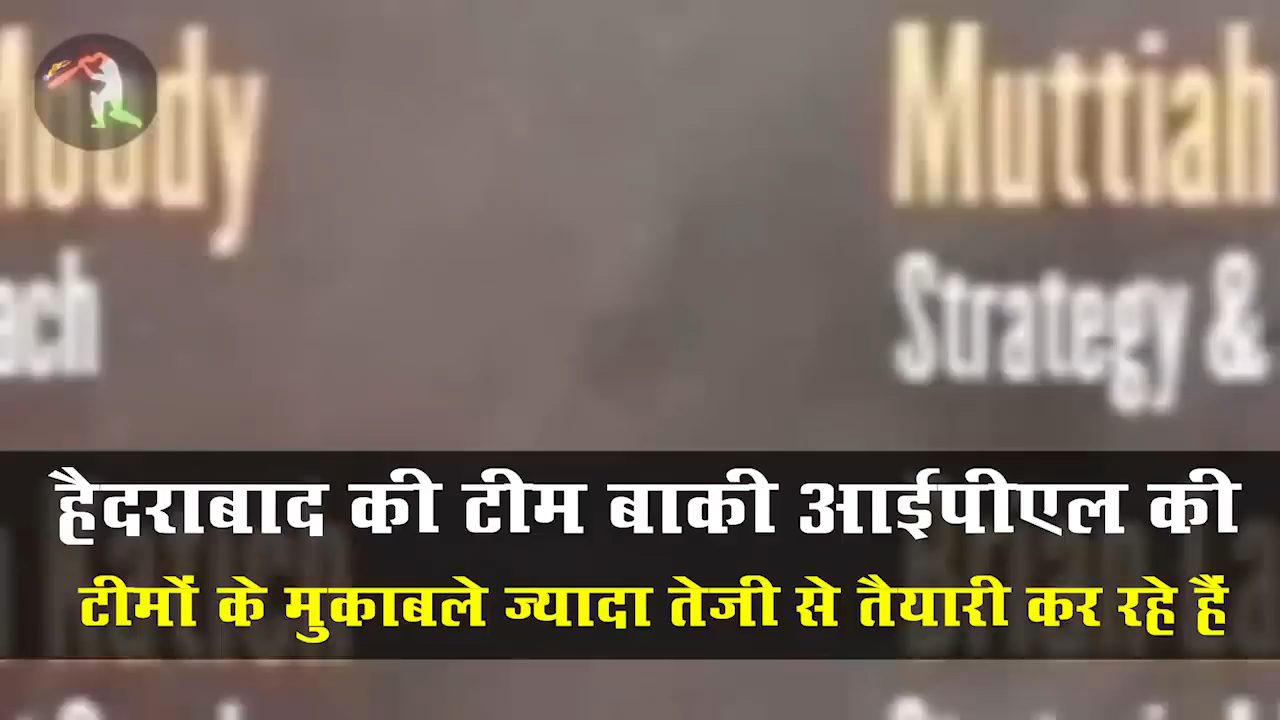 Moody
Muttiah
ach
Strategy &
हैदराबाद की टीम बाकी आईपीएल की
टीमों के मुकाबले ज्यादा तेजी से तैयारी कर रहे हैं